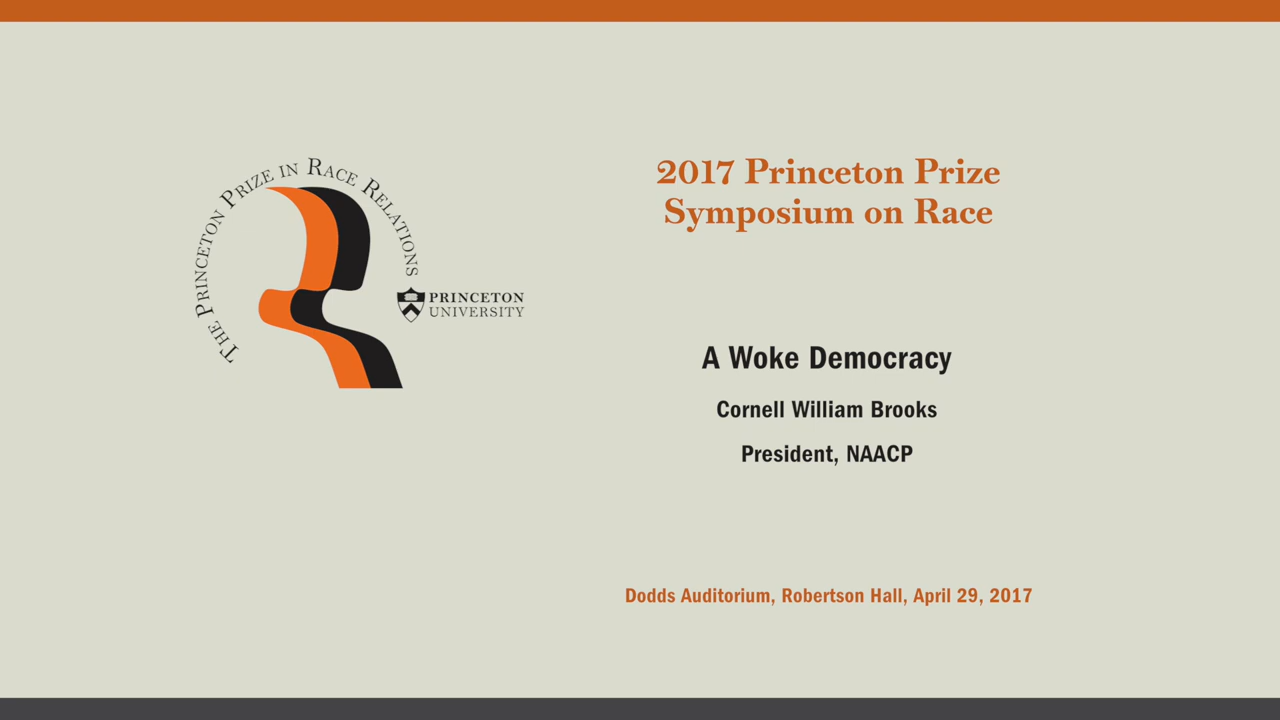 THE PRINCETON PRIZE IN RACE RELATIONS
PRINCETON
UNIVERSITY
2017 Princeton Prize
Symposium on Race
A Woke Democracy
Cornell William Brooks
President, NAACP
Dodds Auditorium, Robertson Hall, April 29, 2017